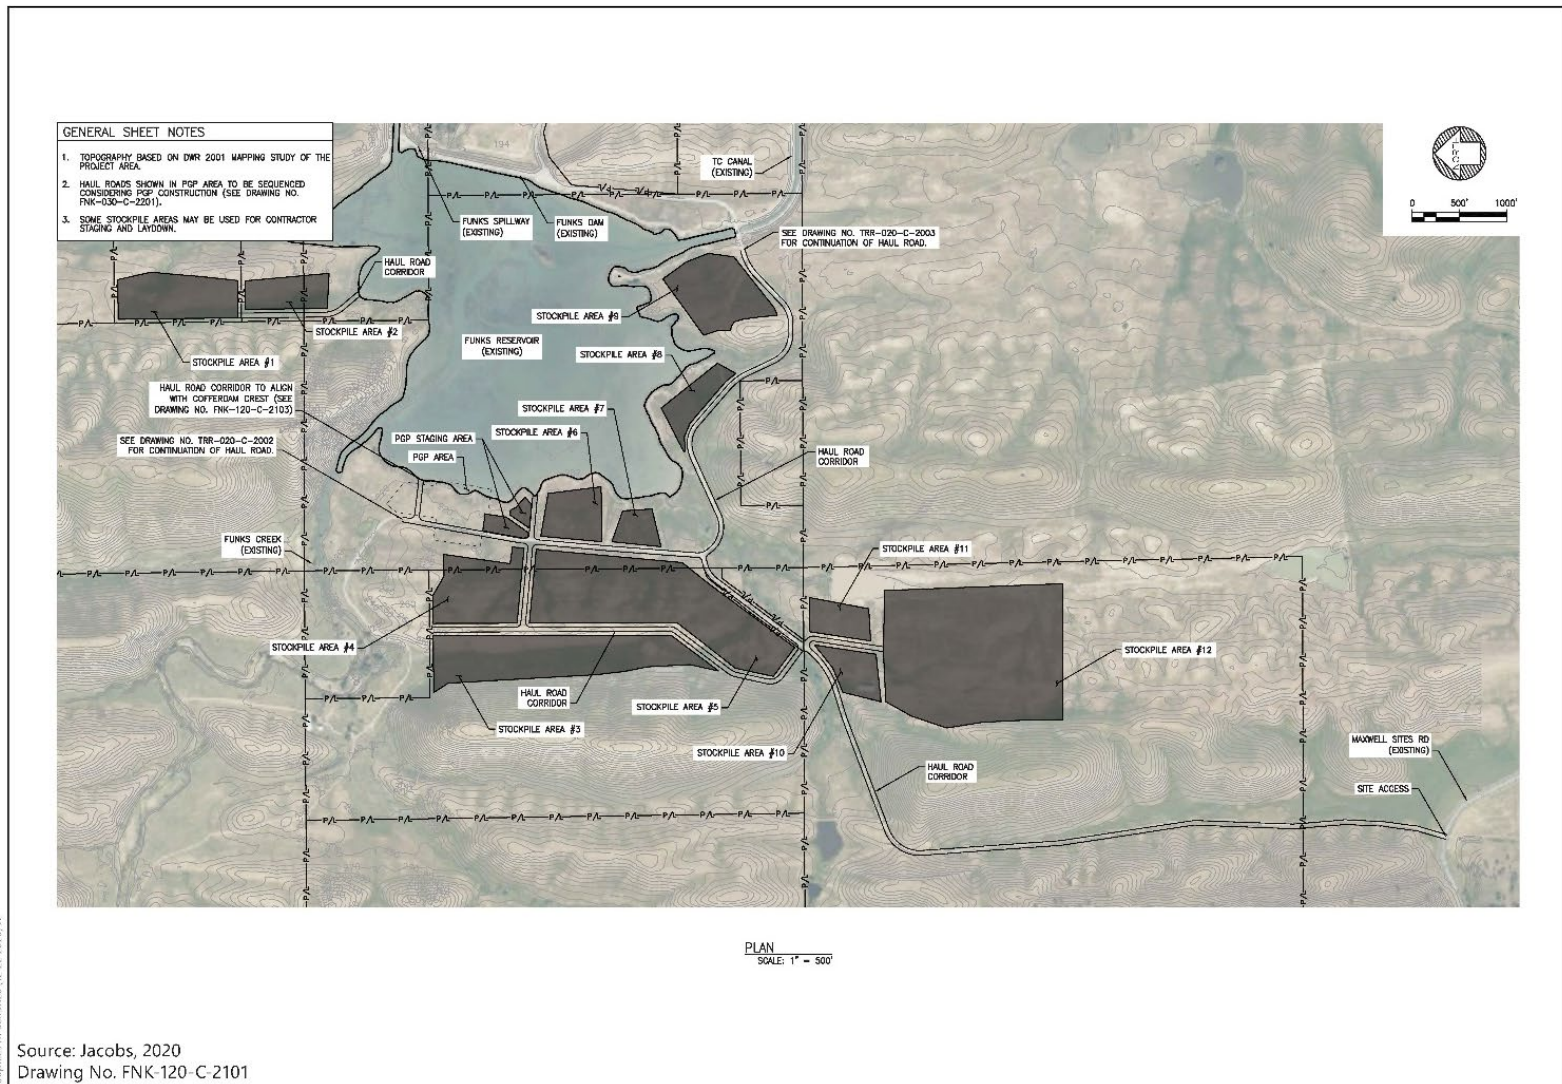 GENERAL SHEET NOTES
1. TOPOGRAPHY BASED ON DWR 2001 MAPPING STUDY OF THE
PROJECT AREA.
2. HAUL ROADS SHOWN IN PGP AREA TO BE SEQUENCED
CONSIDERING PGP CONSTRUCTION (SEE DRAWING NO.
FNK-030-C-2201).
3. SOME STOCKPILE AREAS MAY BE USED FOR CONTRACTOR
STAGING AND LAYDOWN.
194
TC CANAL
(EXISTING)
0 500' 1000'
FUNKS SPILLWAY
(EXISTING)
FUNKS DAM
(EXISTING)
SEE DRAWING NO. TRR-020-C-2003
FOR CONTINUATION OF HAUL ROAD.
HAUL ROAD
CORRIDOR
STOCKPILE AREA #9
STOCKPILE AREA #2
FUNKS RESERVOIR
(EXISTING)
STOCKPILE AREA #8
STOCKPILE AREA #1
HAUL ROAD CORRIDOR TO ALIGN
WITH COFFERDAM CREST (SEE
DRAWING NO. FNK-120-C-2103)
STOCKPILE AREA #7
STOCKPILE AREA #6
PGP STAGING AREA
PGP AREA
SEE DRAWING NO. TRR-020-C-2002
FOR CONTINUATION OF HAUL ROAD.
HAUL ROAD
CORRIDOR
FUNKS CREEK
(EXISTING)
STOCKPILE AREA #11
STOCKPILE AREA #4
STOCKPILE AREA #12
HAUL ROAD
CORRIDOR
STOCKPILE AREA #5
STOCKPILE AREA #3
STOCKPILE AREA #10
MAXWELL SITES RD
(EXISTING)
HAUL ROAD
CORRIDOR
SITE ACCESS
P/L
PLAN
SCALE: 1" = 500'
Source: Jacobs, 2020
Drawing No. FNK-120-C-2101